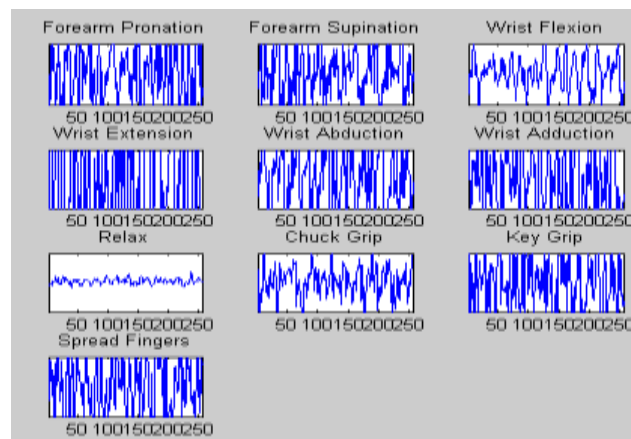 Forearm Pronation Forearm Supination Wrist Flexion
50 100150200250 50 100150200250 50 100150200250
Wrist Extension Wrist Abduction Wrist Adduction
50 100150200250 50 100150200250 50 100150200250
Relax Chuck Grip Key Grip
50 100150200250 50 100150200250 50 100150200250
Spread Fingers
50 100150200250